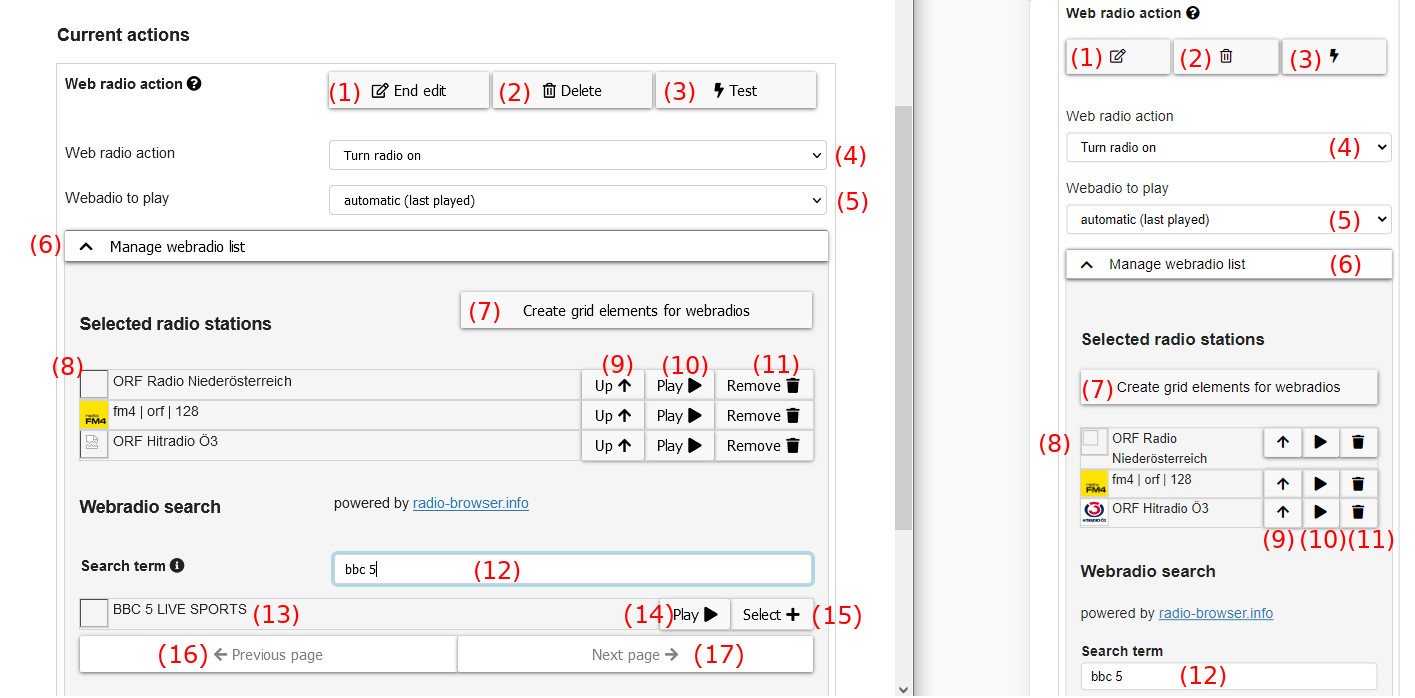 Current actions
Web radio action
(1) End edit
(2) Delete
(3) Test
Web radio action
Turn radio on
(4)
Webadio to play
automatic (last played)
(5)
(6) Manage webradio list
(7) Create grid elements for webradios
Selected radio stations
(8)
(9)
(10)
(11)
ORF Radio Niederösterreich Up Play Remove
radio FM4
fm4 | orf | 128 Up Play Remove
ORF Hitradio Ö3 Up Play Remove
Webradio search
powered by radio-browser.info
Search term
bbc 5 (12)
BBC 5 LIVE SPORTS (13)
(14) Play
Select (15)
(16) Previous page
Next page (17)
Web radio action
(1)
(2)
(3)
Web radio action
Turn radio on (4)
Webadio to play
automatic (last played) (5)
Manage webradio list (6)
Selected radio stations
(7) Create grid elements for webradios
(8)
ORF Radio
Niederösterreich
radio FM4
fm4 | orf | 128
HITRADIO Ö3
ORF Hitradio Ö3
(9) (10) (11)
Webradio search
powered by radio-browser.info
Search term
bbc 5 (12)